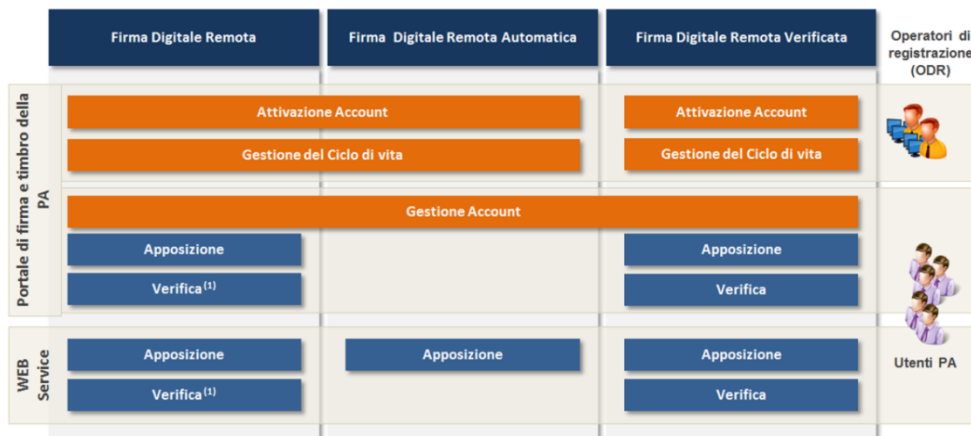 Firma Digitale Remota
Firma Digitale Remota Automatica
Firma Digitale Remota Verificata
Operatori di
registrazione
(ODR)
Portale di firma e timbro della
PA
Attivazione Account
Attivazione Account
Gestione del Ciclo di vita
Gestione del Ciclo di vita
Gestione Account
Apposizione
Apposizione
Verifica(1)
Verifica
WEB
Service
Apposizione
Apposizione
Apposizione
Utenti PA
Verifica(1)
Verifica